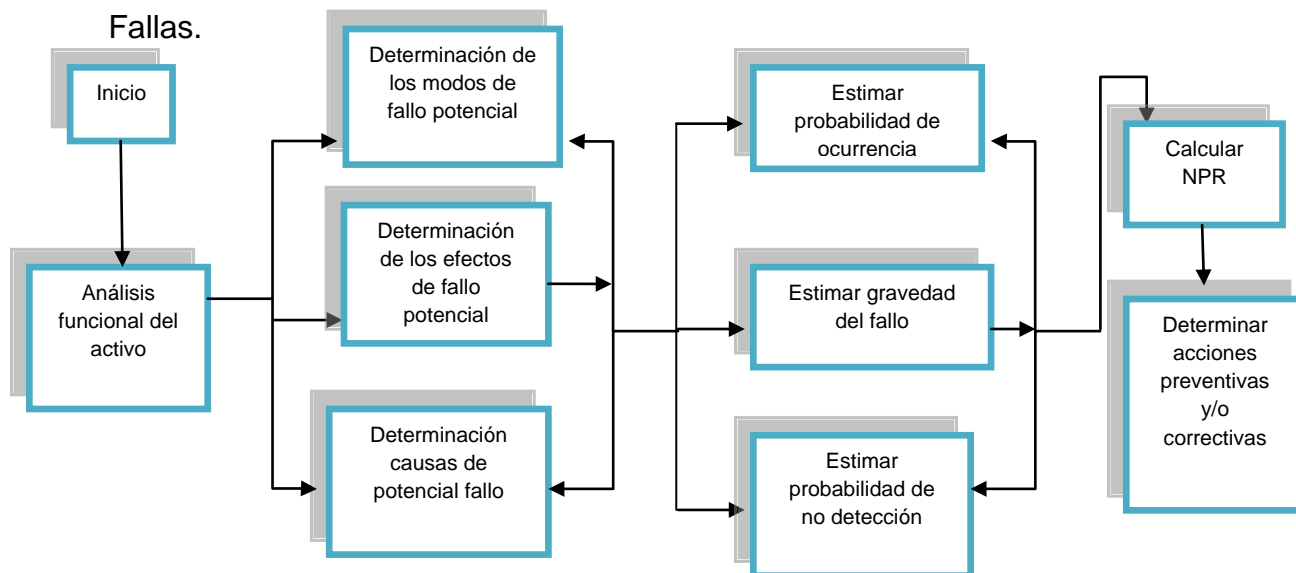 Fallas.
Inicio
Análisis
funcional del
activo
Determinación de
los modos de
fallo potencial
Determinación
de los efectos
de fallo
potencial
Determinación
causas de
potencial fallo
Estimar
probabilidad de
ocurrencia
Estimar gravedad
del fallo
Estimar
probabilidad de
no detección
Calcular
NPR
Determinar
acciones
preventivas
y/o
correctivas